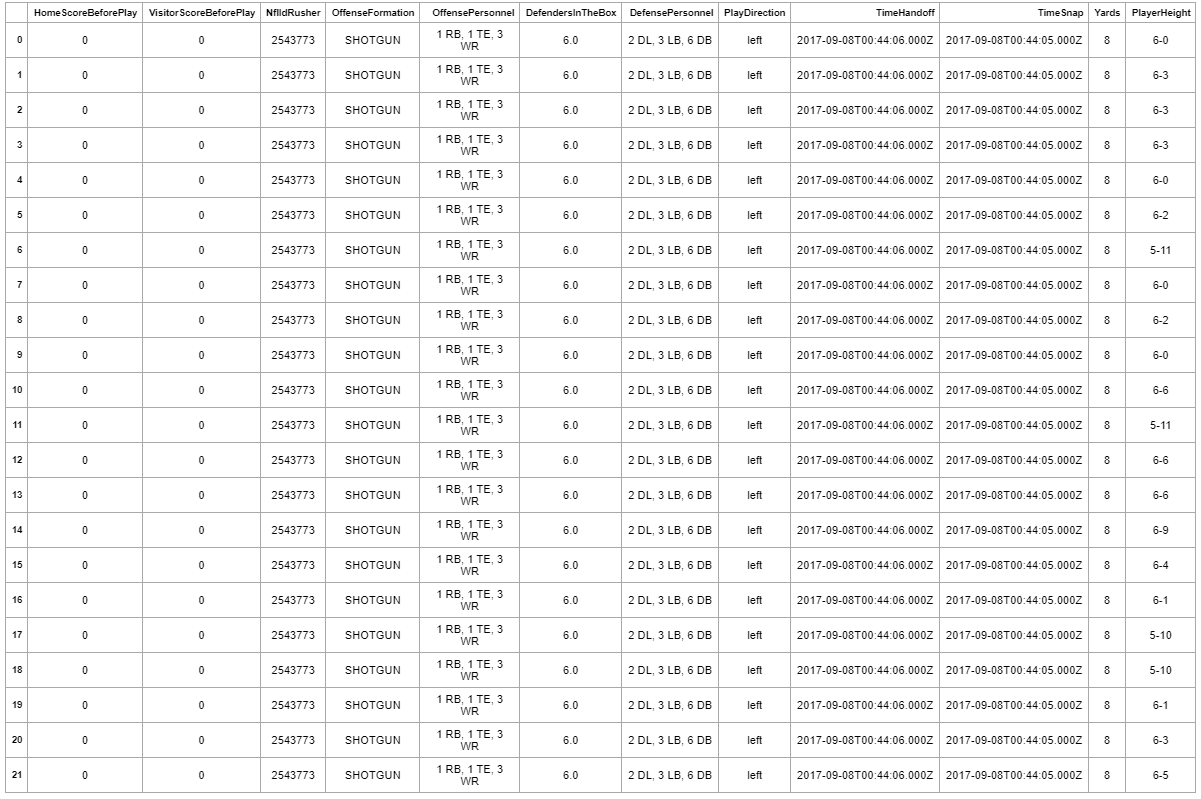 HomeScoreBeforePlay VisitorScoreBeforePlay NflIdRusher OffenseFormation OffensePersonnel DefendersInTheBox DefensePersonnel PlayDirection TimeHandoff TimeSnap Yards PlayerHeight
0 0 0 2543773 SHOTGUN 1 RB, 1 TE, 3 WR 6.0 2 DL, 3 LB, 6 DB left 2017-09-08T00:44:06.000Z 2017-09-08T00:44:05.000Z 8 6-0
1 0 0 2543773 SHOTGUN 1 RB, 1 TE, 3 WR 6.0 2 DL, 3 LB, 6 DB left 2017-09-08T00:44:06.000Z 2017-09-08T00:44:05.000Z 8 6-3
2 0 0 2543773 SHOTGUN 1 RB, 1 TE, 3 WR 6.0 2 DL, 3 LB, 6 DB left 2017-09-08T00:44:06.000Z 2017-09-08T00:44:05.000Z 8 6-3
3 0 0 2543773 SHOTGUN 1 RB, 1 TE, 3 WR 6.0 2 DL, 3 LB, 6 DB left 2017-09-08T00:44:06.000Z 2017-09-08T00:44:05.000Z 8 6-3
4 0 0 2543773 SHOTGUN 1 RB, 1 TE, 3 WR 6.0 2 DL, 3 LB, 6 DB left 2017-09-08T00:44:06.000Z 2017-09-08T00:44:05.000Z 8 6-0
5 0 0 2543773 SHOTGUN 1 RB, 1 TE, 3 WR 6.0 2 DL, 3 LB, 6 DB left 2017-09-08T00:44:06.000Z 2017-09-08T00:44:05.000Z 8 6-2
6 0 0 2543773 SHOTGUN 1 RB, 1 TE, 3 WR 6.0 2 DL, 3 LB, 6 DB left 2017-09-08T00:44:06.000Z 2017-09-08T00:44:05.000Z 8 5-11
7 0 0 2543773 SHOTGUN 1 RB, 1 TE, 3 WR 6.0 2 DL, 3 LB, 6 DB left 2017-09-08T00:44:06.000Z 2017-09-08T00:44:05.000Z 8 6-0
8 0 0 2543773 SHOTGUN 1 RB, 1 TE, 3 WR 6.0 2 DL, 3 LB, 6 DB left 2017-09-08T00:44:06.000Z 2017-09-08T00:44:05.000Z 8 6-2
9 0 0 2543773 SHOTGUN 1 RB, 1 TE, 3 WR 6.0 2 DL, 3 LB, 6 DB left 2017-09-08T00:44:06.000Z 2017-09-08T00:44:05.000Z 8 6-0
10 0 0 2543773 SHOTGUN 1 RB, 1 TE, 3 WR 6.0 2 DL, 3 LB, 6 DB left 2017-09-08T00:44:06.000Z 2017-09-08T00:44:05.000Z 8 6-6
11 0 0 2543773 SHOTGUN 1 RB, 1 TE, 3 WR 6.0 2 DL, 3 LB, 6 DB left 2017-09-08T00:44:06.000Z 2017-09-08T00:44:05.000Z 8 5-11
12 0 0 2543773 SHOTGUN 1 RB, 1 TE, 3 WR 6.0 2 DL, 3 LB, 6 DB left 2017-09-08T00:44:06.000Z 2017-09-08T00:44:05.000Z 8 6-6
13 0 0 2543773 SHOTGUN 1 RB, 1 TE, 3 WR 6.0 2 DL, 3 LB, 6 DB left 2017-09-08T00:44:06.000Z 2017-09-08T00:44:05.000Z 8 6-6
14 0 0 2543773 SHOTGUN 1 RB, 1 TE, 3 WR 6.0 2 DL, 3 LB, 6 DB left 2017-09-08T00:44:06.000Z 2017-09-08T00:44:05.000Z 8 6-9
15 0 0 2543773 SHOTGUN 1 RB, 1 TE, 3 WR 6.0 2 DL, 3 LB, 6 DB left 2017-09-08T00:44:06.000Z 2017-09-08T00:44:05.000Z 8 6-4
16 0 0 2543773 SHOTGUN 1 RB, 1 TE, 3 WR 6.0 2 DL, 3 LB, 6 DB left 2017-09-08T00:44:06.000Z 2017-09-08T00:44:05.000Z 8 6-1
17 0 0 2543773 SHOTGUN 1 RB, 1 TE, 3 WR 6.0 2 DL, 3 LB, 6 DB left 2017-09-08T00:44:06.000Z 2017-09-08T00:44:05.000Z 8 5-10
18 0 0 2543773 SHOTGUN 1 RB, 1 TE, 3 WR 6.0 2 DL, 3 LB, 6 DB left 2017-09-08T00:44:06.000Z 2017-09-08T00:44:05.000Z 8 5-10
19 0 0 2543773 SHOTGUN 1 RB, 1 TE, 3 WR 6.0 2 DL, 3 LB, 6 DB left 2017-09-08T00:44:06.000Z 2017-09-08T00:44:05.000Z 8 6-1
20 0 0 2543773 SHOTGUN 1 RB, 1 TE, 3 WR 6.0 2 DL, 3 LB, 6 DB left 2017-09-08T00:44:06.000Z 2017-09-08T00:44:05.000Z 8 6-3
21 0 0 2543773 SHOTGUN 1 RB, 1 TE, 3 WR 6.0 2 DL, 3 LB, 6 DB left 2017-09-08T00:44:06.000Z 2017-09-08T00:44:05.000Z 8 6-5